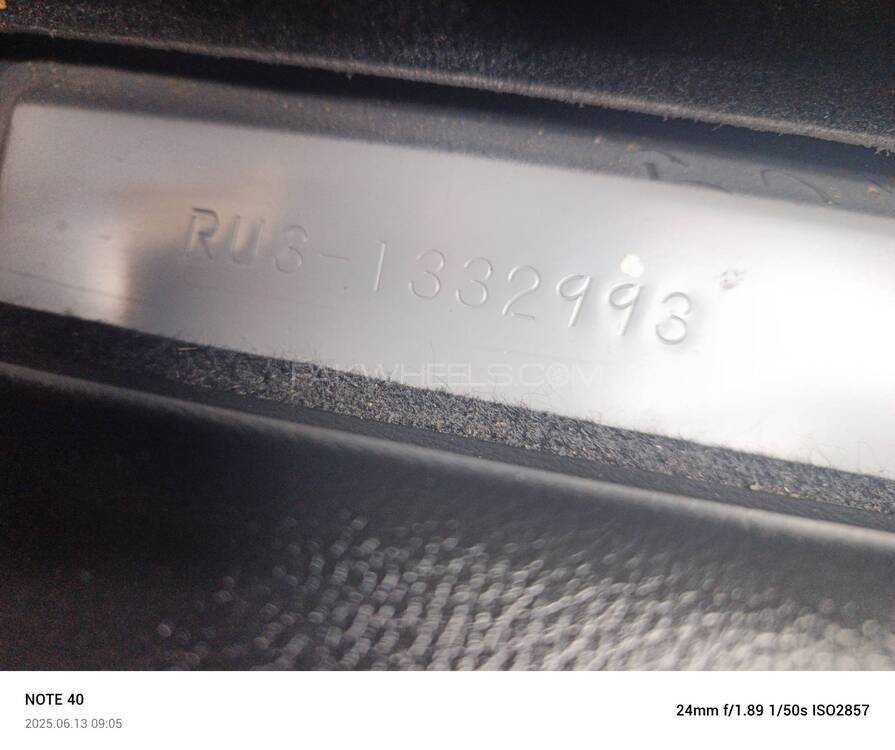 RU3-1332993
PAKWHEELS.COM
NOTE 40
2025.06.13 09:05
24mm f/1.89 1/50s ISO2857